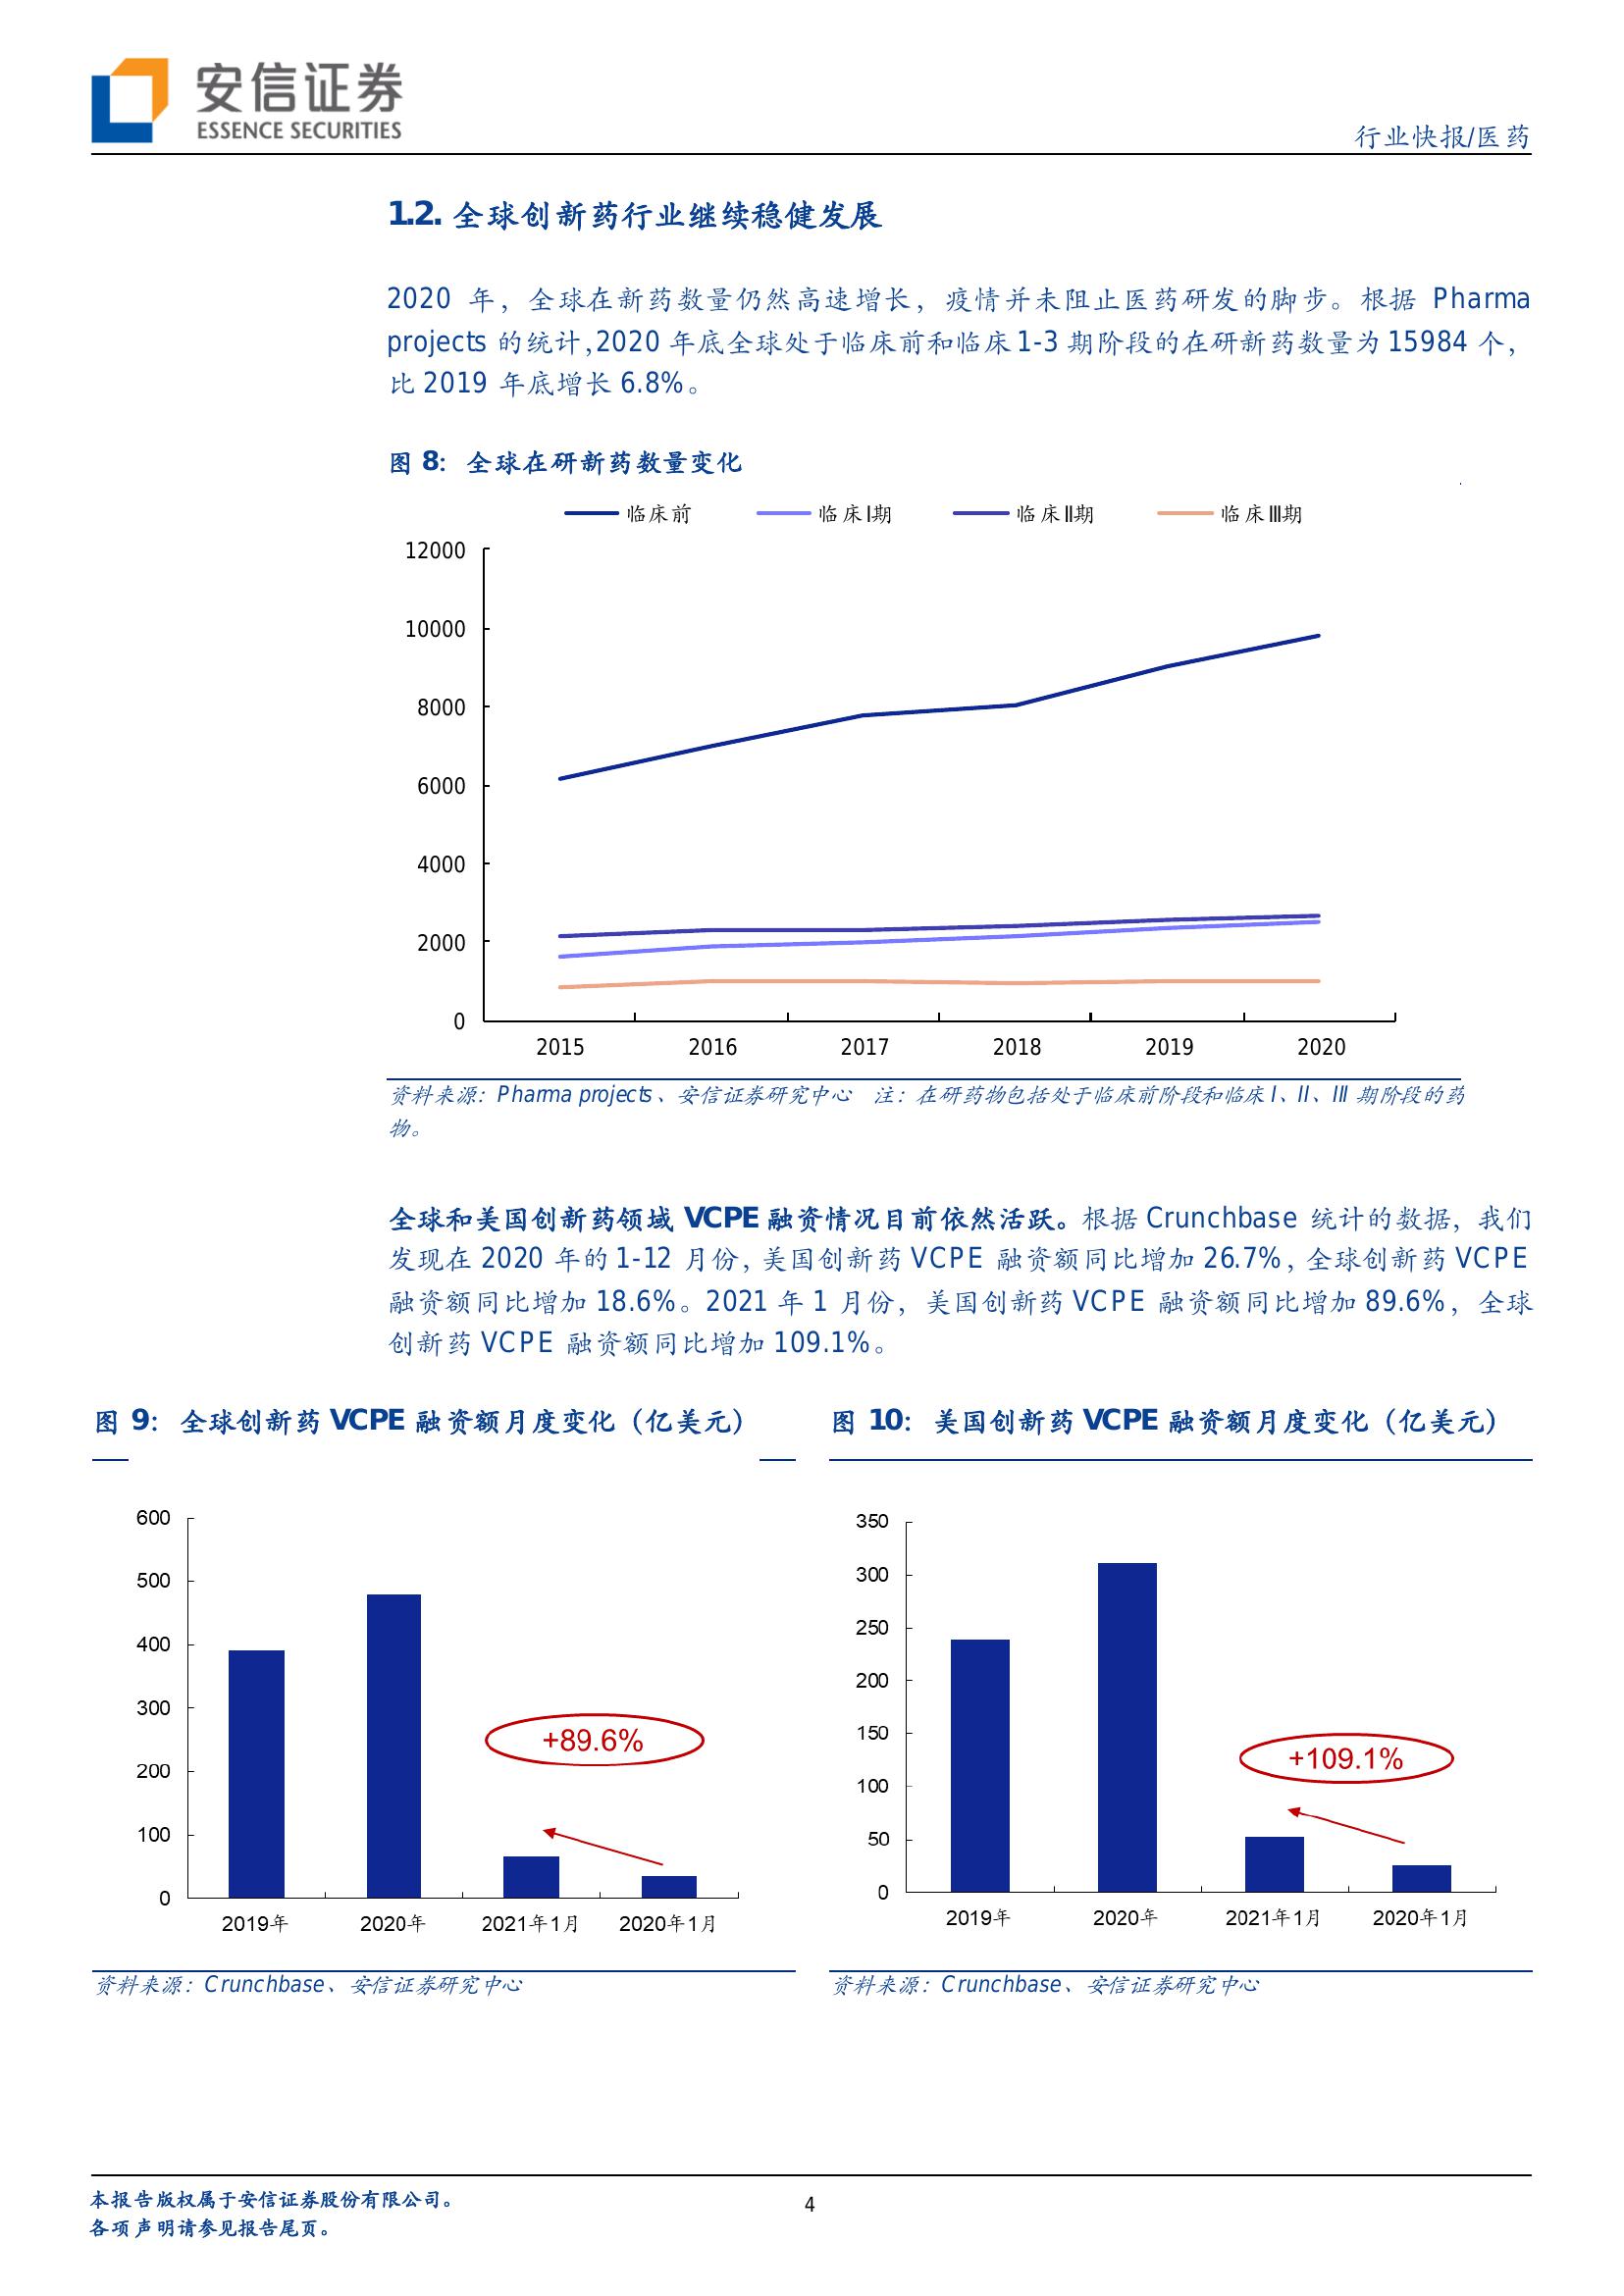 安信证券
ESSENCE SECURITIES
行业快报/医药
1.2. 全球创新药行业继续稳健发展
2020 年，全球在新药数量仍然高速增长，疫情并未阻止医药研发的脚步。根据 Pharma
projects 的统计，2020 年底全球处于临床前和临床 1-3 期阶段的在研新药数量为 15984 个，
比 2019 年底增长 6.8%。
图 8：全球在研新药数量变化
临床前 临床Ⅰ期 临床Ⅱ期 临床Ⅲ期
12000
10000
8000
6000
4000
2000
0
2015 2016 2017 2018 2019 2020
资料来源：Pharma projects、安信证券研究中心 注：在研药物包括处于临床前阶段和临床 I、II、III 期阶段的药
物。
全球和美国创新药领域 VCPE 融资情况目前依然活跃。根据 Crunchbase 统计的数据，我们
发现在 2020 年的 1-12 月份，美国创新药 VCPE 融资额同比增加 26.7%，全球创新药 VCPE
融资额同比增加 18.6%。2021 年 1 月份，美国创新药 VCPE 融资额同比增加 89.6%，全球
创新药 VCPE 融资额同比增加 109.1%。
图 9：全球创新药 VCPE 融资额月度变化（亿美元）
600
500
400
300
200
100
0
+89.6%
2019年 2020年 2021年1月 2020年1月
资料来源：Crunchbase、安信证券研究中心
图 10：美国创新药 VCPE 融资额月度变化（亿美元）
350
300
250
200
150
100
50
0
+109.1%
2019年 2020年 2021年1月 2020年1月
资料来源：Crunchbase、安信证券研究中心
本报告版权属于安信证券股份有限公司。
各项声明请参见报告尾页。
4